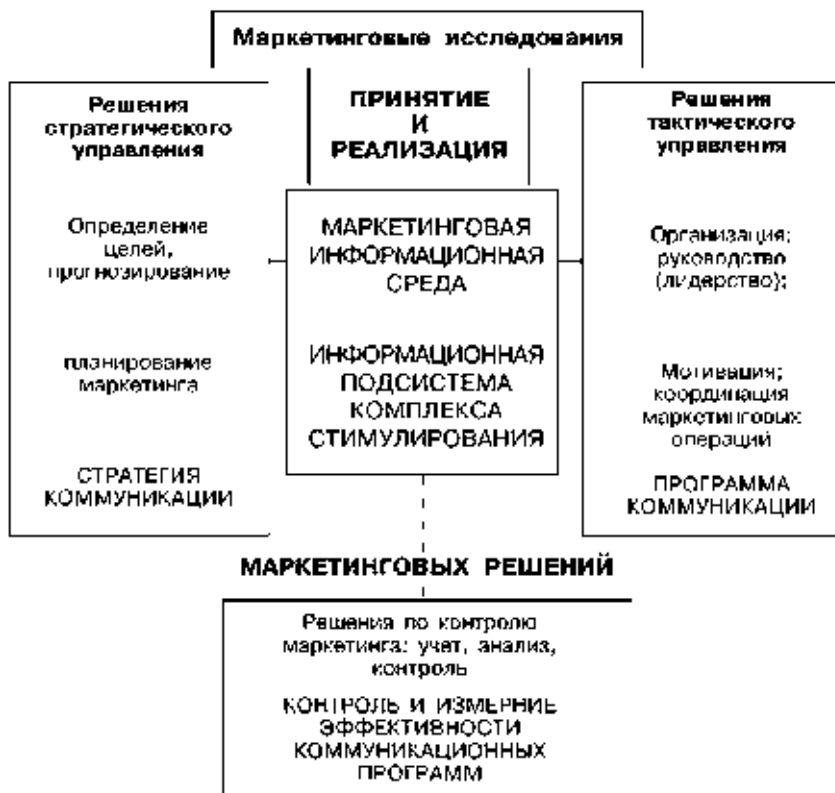 Маркетинговые исследования
Решения
стратегического
управления
Определение
целей,
прогнозирование
планирование
маркетинга
СТРАТЕГИЯ
КОММУНИКАЦИИ
ПРИНЯТИЕ
И
РЕАЛИЗАЦИЯ
МАРКЕТИНГОВАЯ
ИНФОРМАЦИОННАЯ
СРЕДА
ИНФОРМАЦИОННАЯ
ПОДСИСТЕМА
КОМПЛЕКСА
СТИМУЛИРОВАНИЯ
Решения
тактического
управления
Организация;
руководство
(лидерство);
Мотивация;
координация
маркетинговых
операций
ПРОГРАММА
КОММУНИКАЦИИ
МАРКЕТИНГОВЫХ РЕШЕНИЙ
Решения по контролю
маркетинга: учет, анализ,
контроль
КОНТРОЛЬ И ИЗМЕРНИЕ
ЭФФЕКТИВНОСТИ
КОММУНИКАЦИОННЫХ
ПРОГРАММ